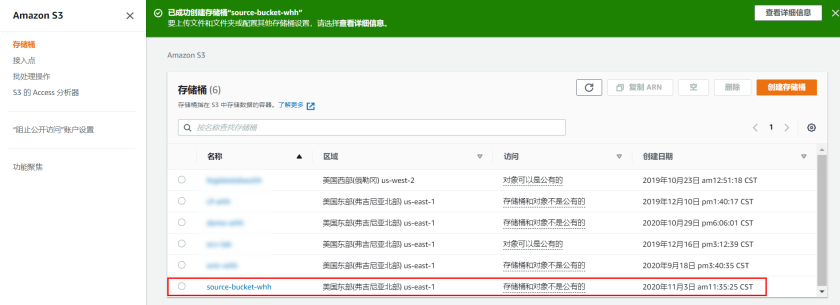 Amazon S3
已成功创建存储桶“source-bucket-whh”
要上传文件和文件夹或配置其他存储桶设置，请选择查看详细信息。
查看详细信息
存储桶
接入点
批处理操作
S3 的 Access 分析器
“阻止公开访问”账户设置
功能聚焦
Amazon S3
存储桶 (6)
复制 ARN
空
删除
创建存储桶
存储桶指在 S3 中存储数据的容器。了解更多
按名称查找存储桶
1
名称 区域 访问 创建日期
美国西部(俄勒冈) us-west-2 对象可以是公有的 2019年10月23日 am12:51:18 CST
美国东部(弗吉尼亚北部) us-east-1 存储桶和对象不是公有的 2019年12月10日 pm1:40:17 CST
美国东部(弗吉尼亚北部) us-east-1 存储桶和对象不是公有的 2020年10月29日 pm6:06:01 CST
美国东部(弗吉尼亚北部) us-east-1 对象可以是公有的 2019年12月16日 pm3:12:39 CST
美国东部(弗吉尼亚北部) us-east-1 存储桶和对象不是公有的 2020年9月18日 pm3:40:35 CST
source-bucket-whh 美国东部(弗吉尼亚北部) us-east-1 存储桶和对象不是公有的 2020年11月3日 am11:35:25 CST